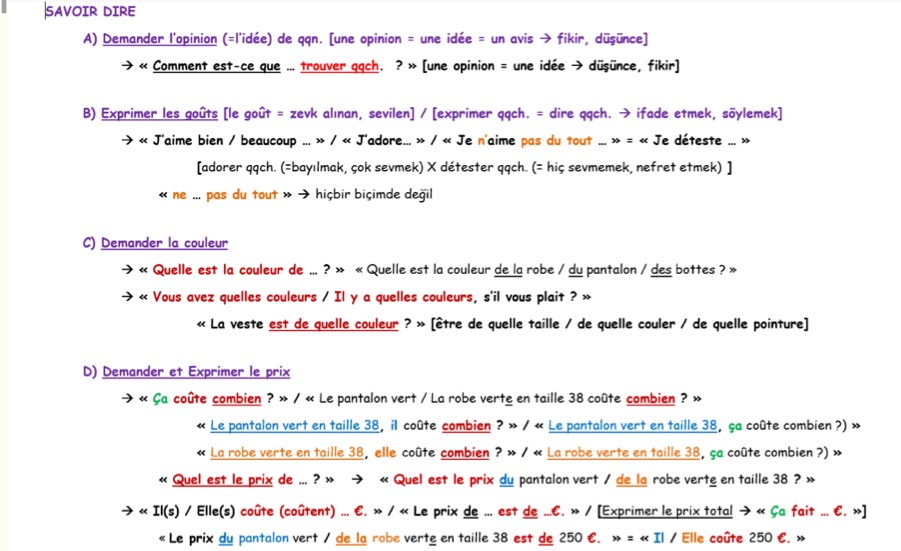 SAVOIR DIRE
A) Demander l'opinion (=l'idée) de qqn. [une opinion = une idée = un avis → fikir, düşünce]
→ « Comment est-ce que ... trouver qqch. ? » [une opinion = une idée → düşünce, fikir]
B) Exprimer les goûts [le goût = zevk alınan, sevilen] / [exprimer qqch. = dire qqch. → ifade etmek, söylemek]
→ « J'aime bien / beaucoup ... » / « J'adore... » / « Je n'aime pas du tout ... » = « Je déteste ... »
[adorer qqch. (=bayılmak, çok sevmek) X détester qqch. (= hiç sevmemek, nefret etmek) ]
« ne ... pas du tout » → hiçbir biçimde değil
C) Demander la couleur
→ « Quelle est la couleur de ... ? » « Quelle est la couleur de la robe / du pantalon / des bottes ? »
→ « Vous avez quelles couleurs / Il y a quelles couleurs, s'il vous plait ? »
« La veste est de quelle couleur ? » [être de quelle taille / de quelle couler / de quelle pointure]
D) Demander et Exprimer le prix
→ « Ça coûte combien ? » / « Le pantalon vert / La robe verte en taille 38 coûte combien ? »
« Le pantalon vert en taille 38, il coûte combien ? » / « Le pantalon vert en taille 38, ça coûte combien ?) »
« La robe verte en taille 38, elle coûte combien ? » / « La robe verte en taille 38, ça coûte combien ?) »
« Quel est le prix de ... ? » → « Quel est le prix du pantalon vert / de la robe verte en taille 38 ? »
→ « Il(s) / Elle(s) coûte (coûtent) ... €. » / « Le prix de ... est de ...€. » / [Exprimer le prix total → « Ça fait ... €. »]
« Le prix du pantalon vert / de la robe verte en taille 38 est de 250 €. » = « Il / Elle coûte 250 €. »